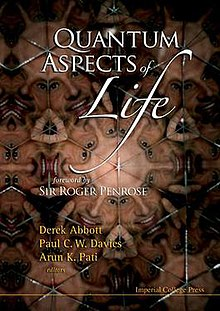 QUANTUM
ASPECTS of
Life
foreword by
SIR ROGER PENROSE
Derek Abbott
Paul C. W. Davies
Arun K. Pati
editors
Imperial College Press